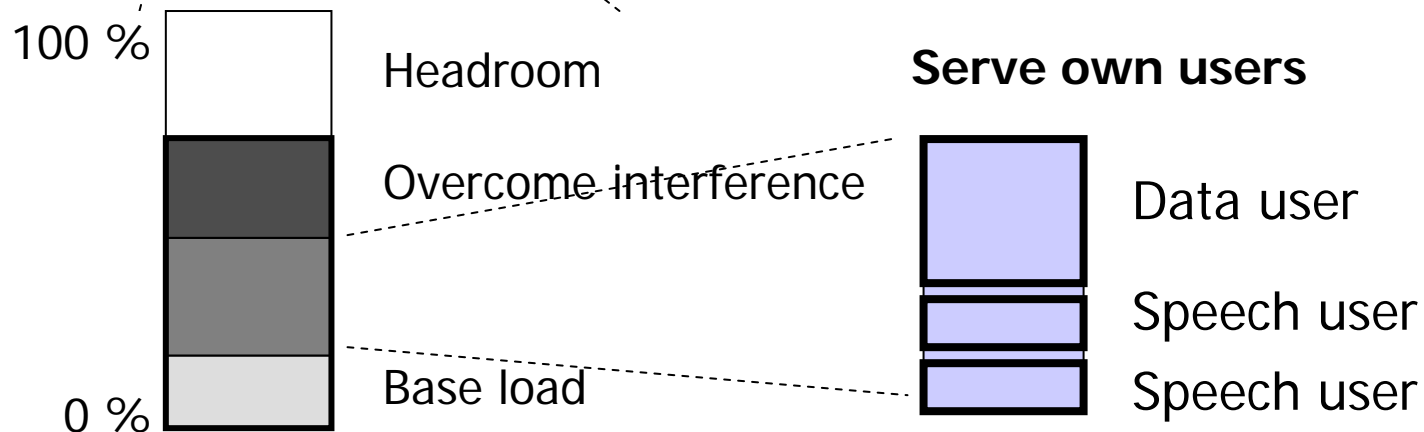 100 %
Headroom
Serve own users
Overcome interference
Data user
Speech user
Base load
Speech user
0 %